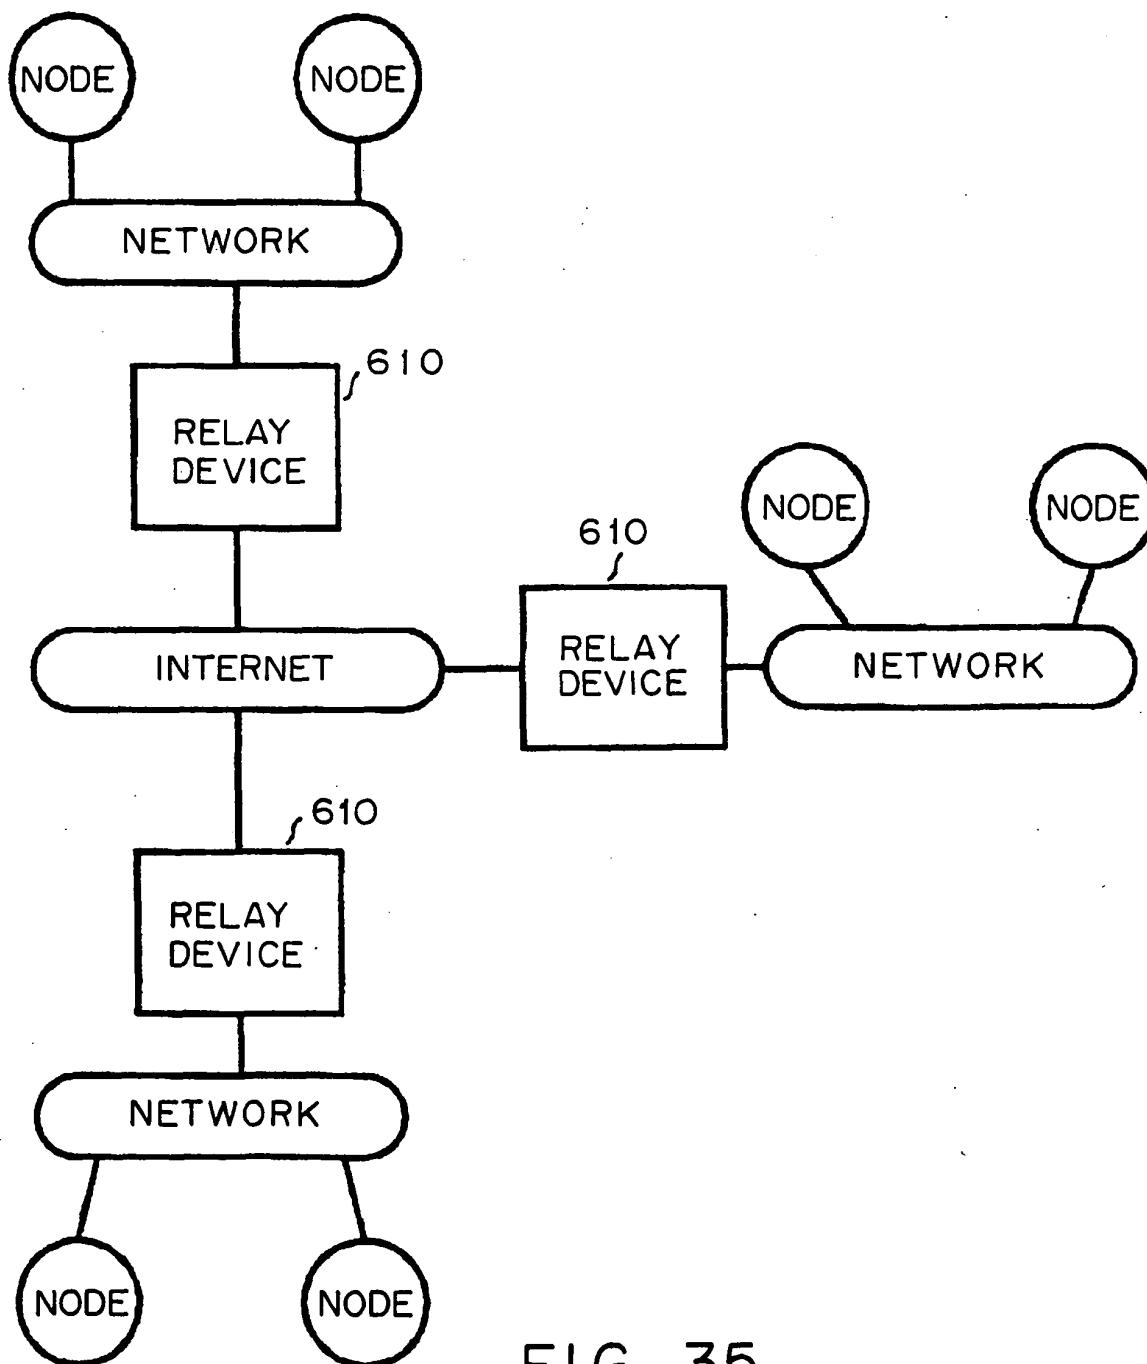 NODE
NODE
NETWORK
610
RELAY
DEVICE
NODE
NODE
610
INTERNET
RELAY
DEVICE
NETWORK
610
RELAY
DEVICE
NETWORK
NODE
NODE
FIG. 35